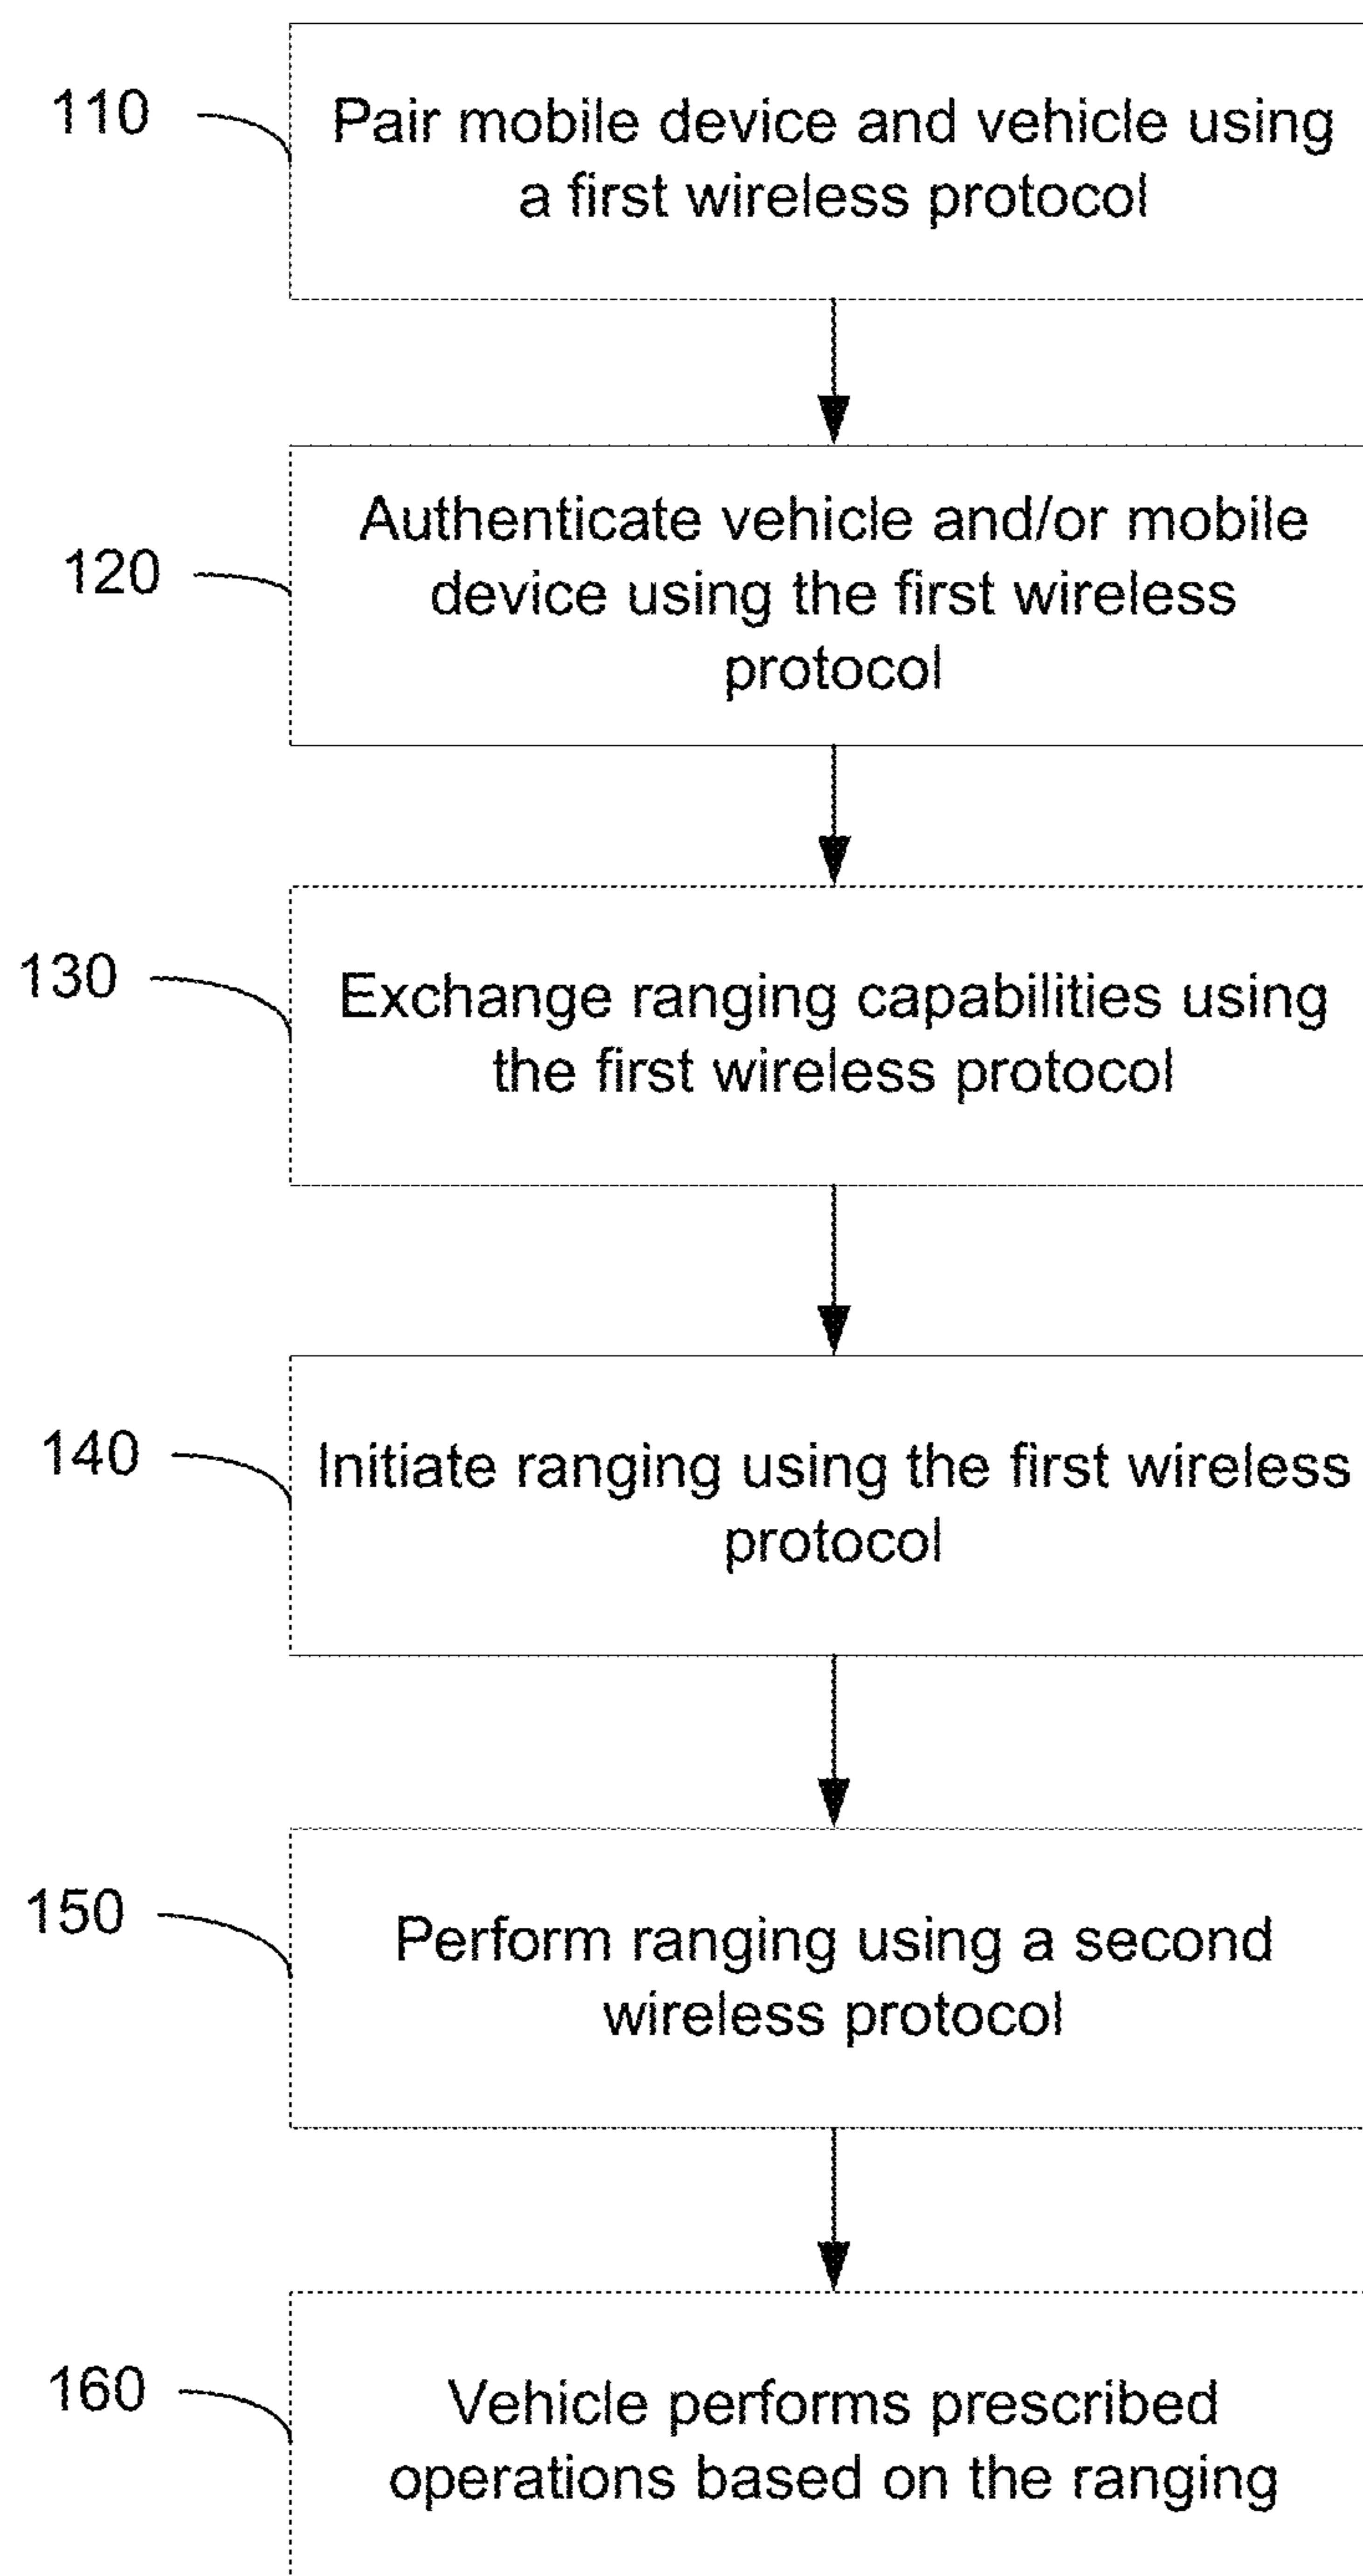 110
Pair mobile device and vehicle using
a first wireless protocol
120
Authenticate vehicle and/or mobile
device using the first wireless
protocol
130
Exchange ranging capabilities using
the first wireless protocol
140
Initiate ranging using the first wireless
protocol
150
Perform ranging using a second
wireless protocol
160
Vehicle performs prescribed
operations based on the ranging